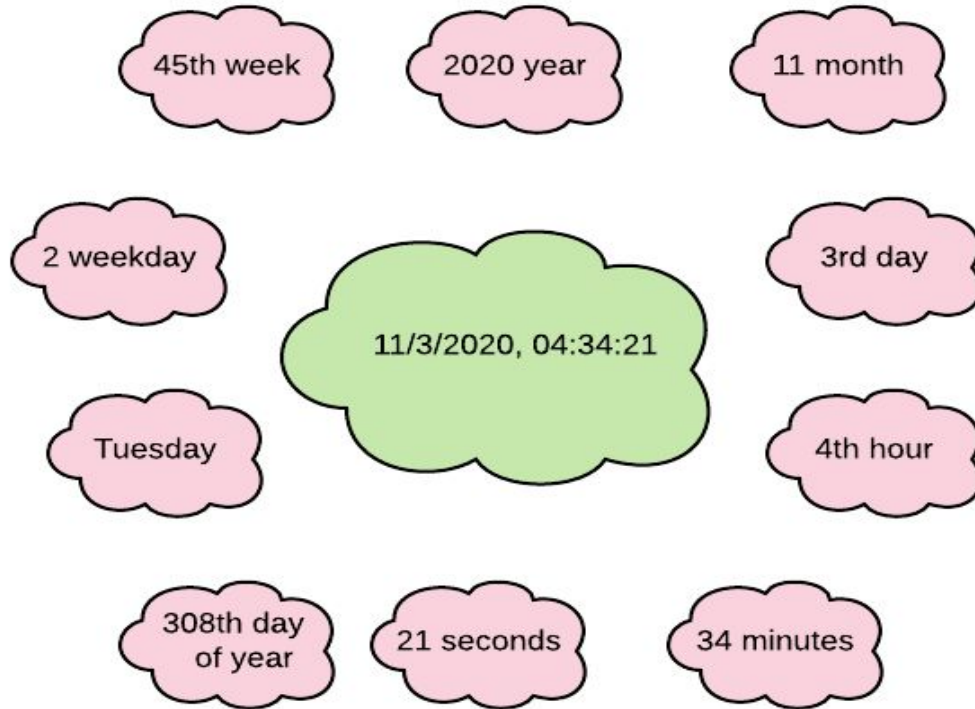 45th week
2020 year
11 month
2 weekday
3rd day
11/3/2020, 04:34:21
Tuesday
4th hour
308th day
of year
21 seconds
34 minutes